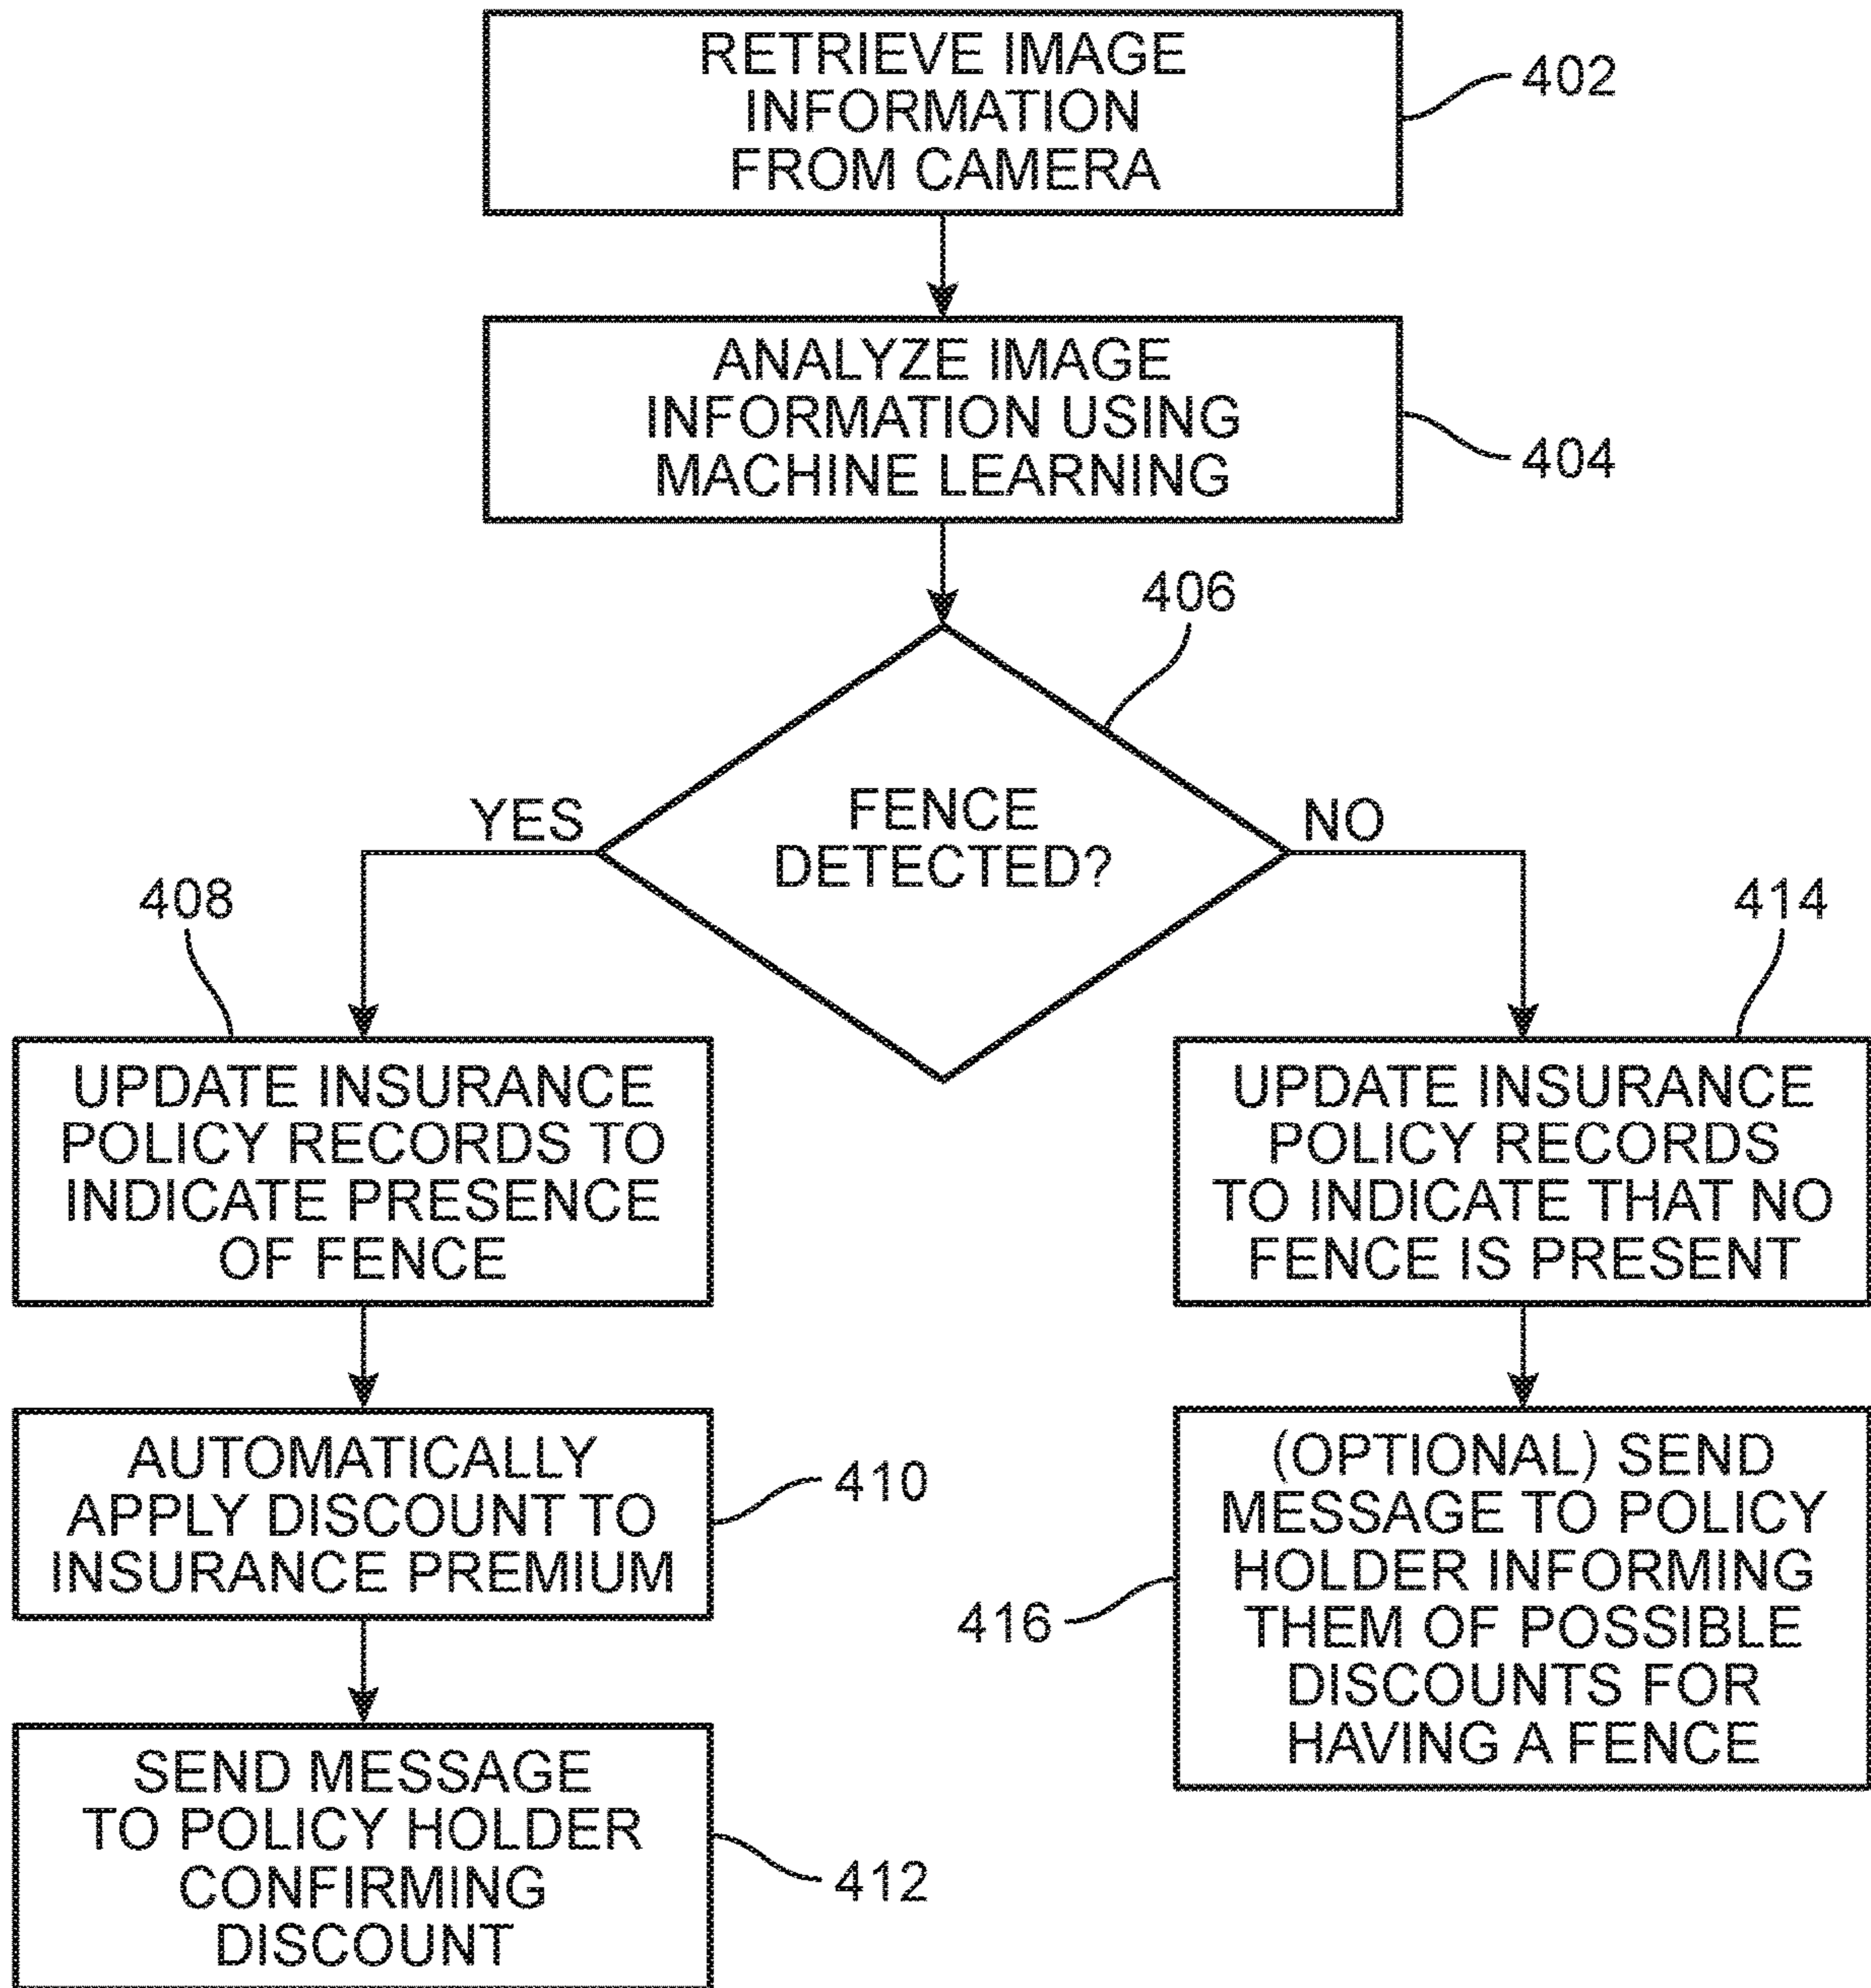 RETRIEVE IMAGE
INFORMATION
FROM CAMERA
402
ANALYZE IMAGE
INFORMATION USING
MACHINE LEARNING
404
406
FENCE
DETECTED?
YES
NO
408
UPDATE INSURANCE
POLICY RECORDS TO
INDICATE PRESENCE
OF FENCE
414
UPDATE INSURANCE
POLICY RECORDS
TO INDICATE THAT NO
FENCE IS PRESENT
AUTOMATICALLY
APPLY DISCOUNT TO
INSURANCE PREMIUM
410
(OPTIONAL) SEND
MESSAGE TO POLICY
HOLDER INFORMING
THEM OF POSSIBLE
DISCOUNTS FOR
HAVING A FENCE
416
SEND MESSAGE
TO POLICY HOLDER
CONFIRMING
DISCOUNT
412